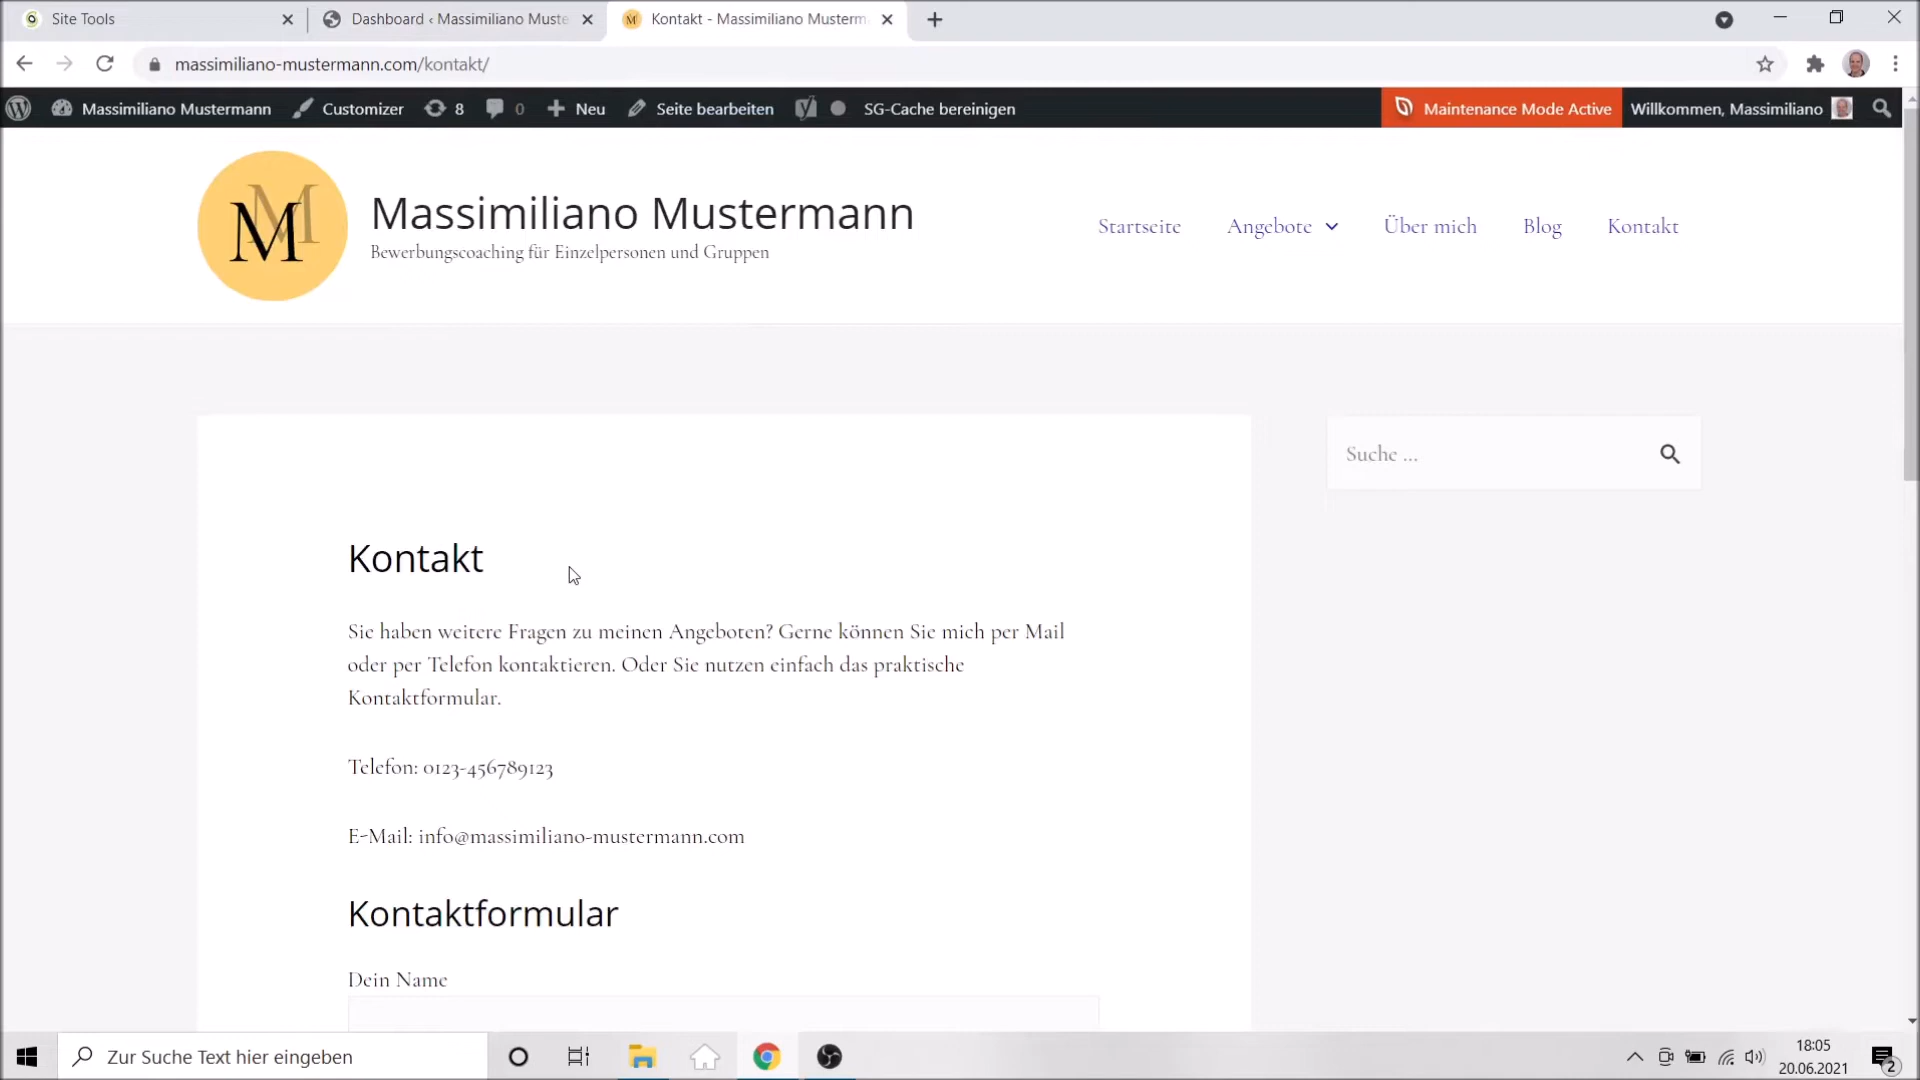 Site Tools
Dashboard ‹ Massimiliano Muste
Kontakt - Massimiliano Musterm
massimiliano-mustermann.com/kontakt/
Massimiliano Mustermann
Customizer
8
0
Neu
Seite bearbeiten
SG-Cache bereinigen
Maintenance Mode Active
Willkommen, Massimiliano
M
M
Massimiliano Mustermann
Bewerbungscoaching für Einzelpersonen und Gruppen
Startseite
Angebote
Über mich
Blog
Kontakt
Suche ...
Kontakt
Sie haben weitere Fragen zu meinen Angeboten? Gerne können Sie mich per Mail
oder per Telefon kontaktieren. Oder Sie nutzen einfach das praktische
Kontaktformular.
Telefon: 0123-456789123
E-Mail: info@massimiliano-mustermann.com
Kontaktformular
Dein Name
Zur Suche Text hier eingeben
18:05
20.06.2021
2